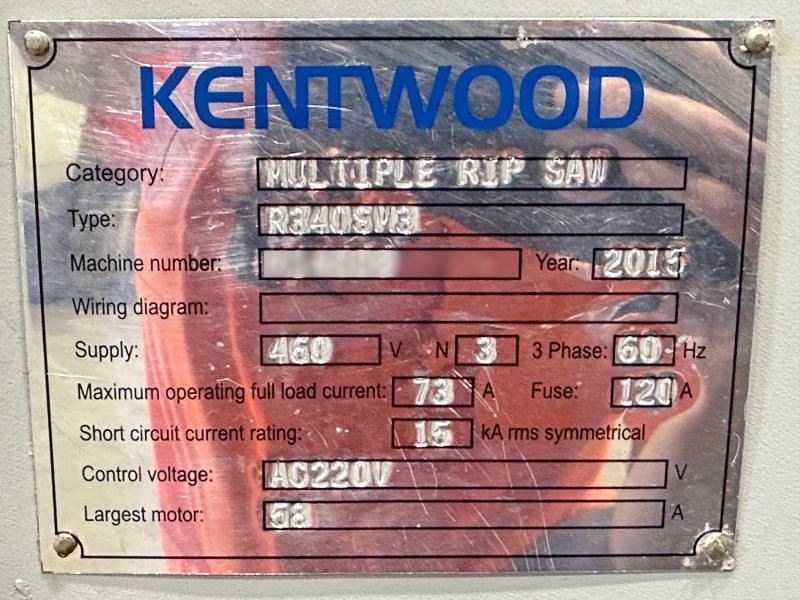 KENTWOOD
Category: MULTIPLE RIP SAW
Type: R340SM3
Machine number: Year: 2015
Wiring diagram:
Supply: 460 V N 3 3 Phase: 60 Hz
Maximum operating full load current: 73 A Fuse: 120 A
Short circuit current rating: 15 kA rms symmetrical
Control voltage: AC220V V
Largest motor: 58 A